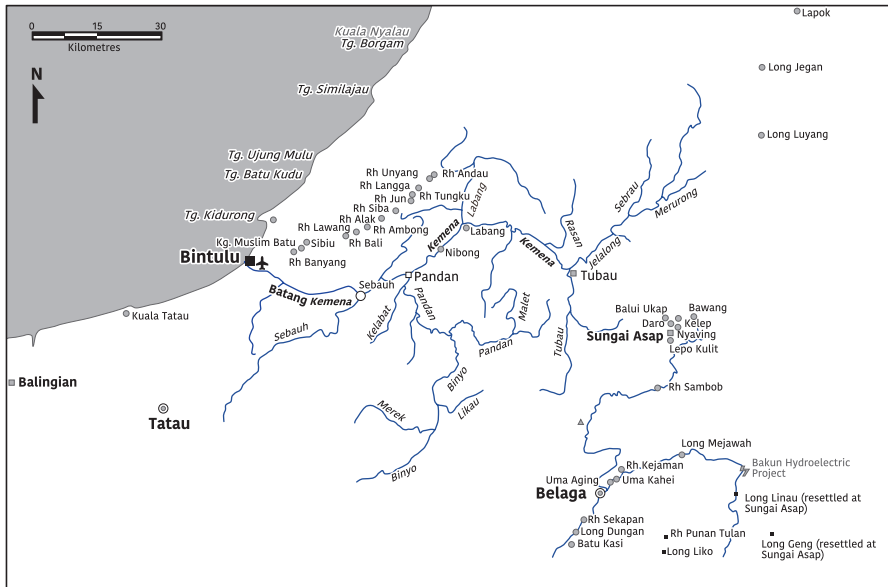 0 15 30
Kilometres
N
Kuala Nyalau
Tg. Borgam
Tg. Similajau
Tg. Ujung Mulu
Tg. Batu Kudu
Tg. Kidurong
Lapok
Long Jegan
Long Luyang
Rh Unyang
Rh Andau
Rh Langga
Rh Jun
Rh Tungku
Rh Siba
Rh Alak
Rh Ambong
Rh Lawang
Rh Bali
Kg. Muslim Batu
Sibiu
Rh Banyang
Bintulu
Labang
Kemena
Labang
Nibong
Kemena
Rasan
Sebrau
Merurong
Jelalong
Tubau
Sebauh
Pandan
Batang Kemena
Sebauh
Kelabat
Pandan
Malet
Pandan
Tubau
Kuala Tatau
Balingian
Tatau
Balui Ukap
Bawang
Daro
Kelep
Nyaving
Sungai Asap
Lepo Kulit
Rh Sambob
Binyo
Likau
Merek
Binyo
Long Mejawah
Rh.Kejaman
Bakun Hydroelectric
Project
Uma Aging
Uma Kahei
Belaga
Long Linau (resettled at
Sungai Asap)
Rh Sekapan
Long Dungan
Batu Kasi
Rh Punan Tulan
Long Liko
Long Geng (resettled at
Sungai Asap)